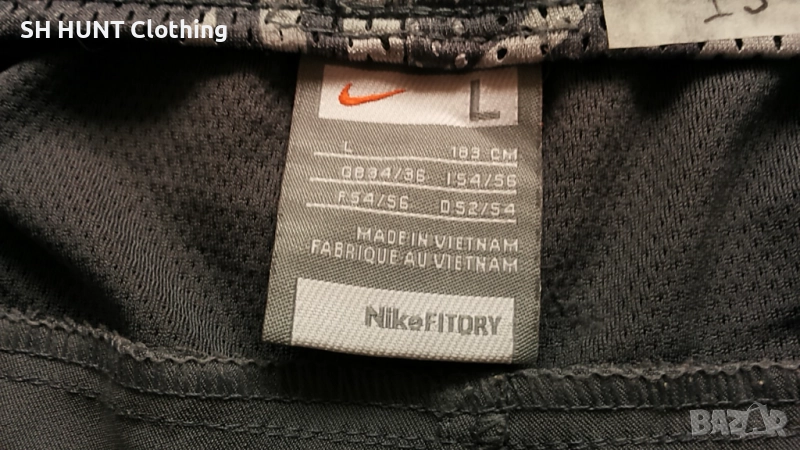 SH HUNT Clothing
L
L 183 CM
GB34/36 I54/56
F54/56 D52/54
MADE IN VIETNAM
FABRIQUÉ AU VIETNAM
NikeFITDRY
BAZAR